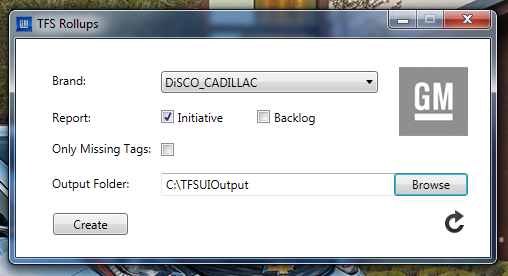 GM TFS Rollups
Brand: DiSCO_CADILLAC
GM
Report: Initiative Backlog
Only Missing Tags:
Output Folder: C:\TFSUIOutput Browse
Create